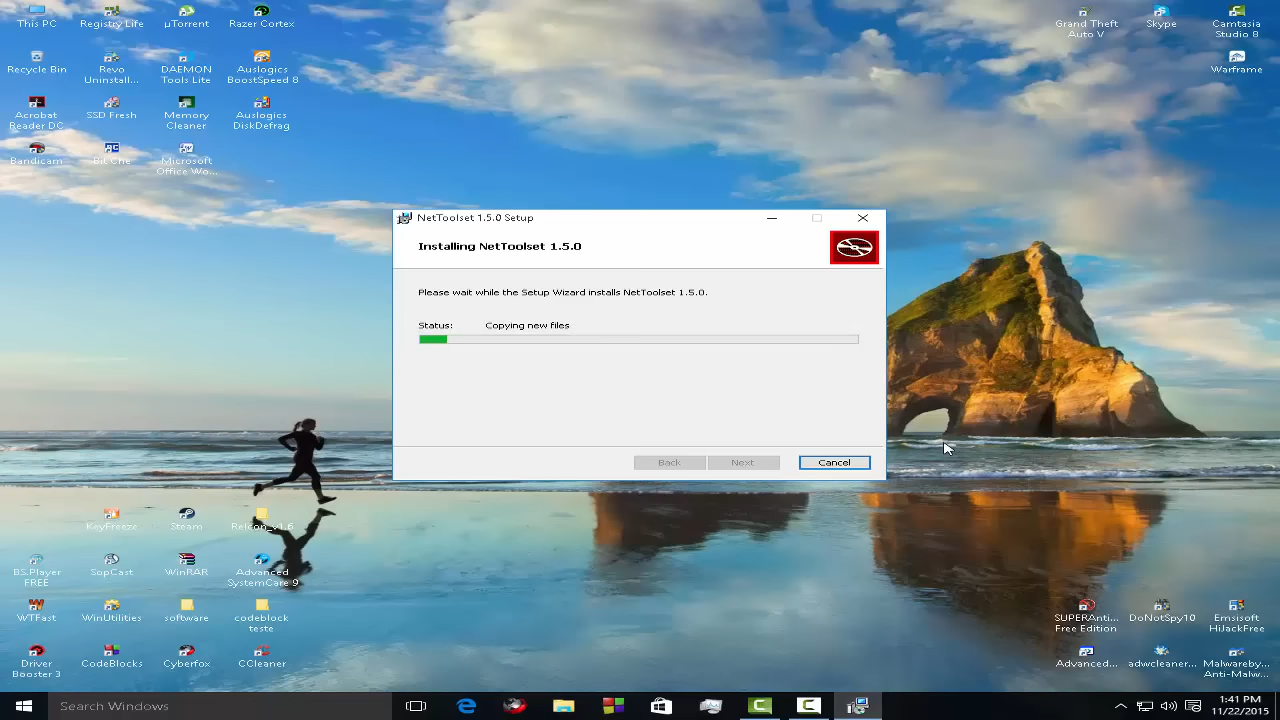 This PC
Registry Life
µTorrent
Razer Cortex
Grand Theft
Auto V
Skype
Camtasia
Studio 8
Recycle Bin
Revo
Uninstall...
DAEMON
Tools Lite
Auslogics
BoostSpeed 8
Warframe
Acrobat
Reader DC
SSD Fresh
Memory
Cleaner
Auslogics
DiskDefrag
Bandicam
Bit Che
Microsoft
Office Wo...
NetToolset 1.5.0 Setup
Installing NetToolset 1.5.0
Please wait while the Setup Wizard installs NetToolset 1.5.0.
Status: Copying new files
Back
Next
Cancel
KeyFreeze
Steam
Relcon_v1.6
BS.Player
FREE
SopCast
WinRAR
Advanced
SystemCare 9
WTFast
WinUtilities
software
codeblock
teste
SUPERAnti...
Free Edition
DoNotSpy10
Emsisoft
HiJackFree
Driver
Booster 3
CodeBlocks
Cyberfox
CCleaner
Advanced...
adwcleaner...
Malwareby...
Anti-Malw...
Search Windows
1:41 PM
11/22/2015